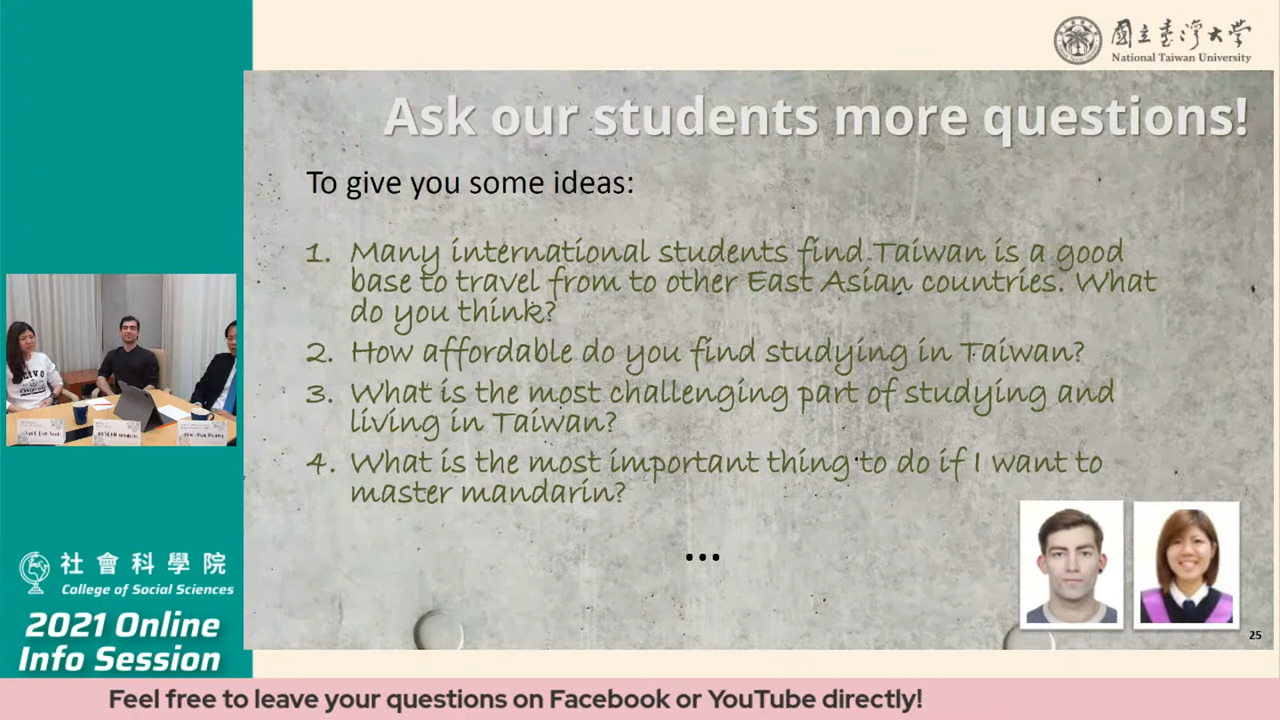 國立臺灣大學
National Taiwan University
Ask our students more questions!
To give you some ideas:
1. Many international students find Taiwan is a good
base to travel from to other East Asian countries. What
do you think?
2. How affordable do you find studying in Taiwan?
3. What is the most challenging part of studying and
living in Taiwan?
4. What is the most important thing to do if I want to
master mandarin?
...
25
社會科學院
College of Social Sciences
2021 Online
Info Session
Feel free to leave your questions on Facebook or YouTube directly!